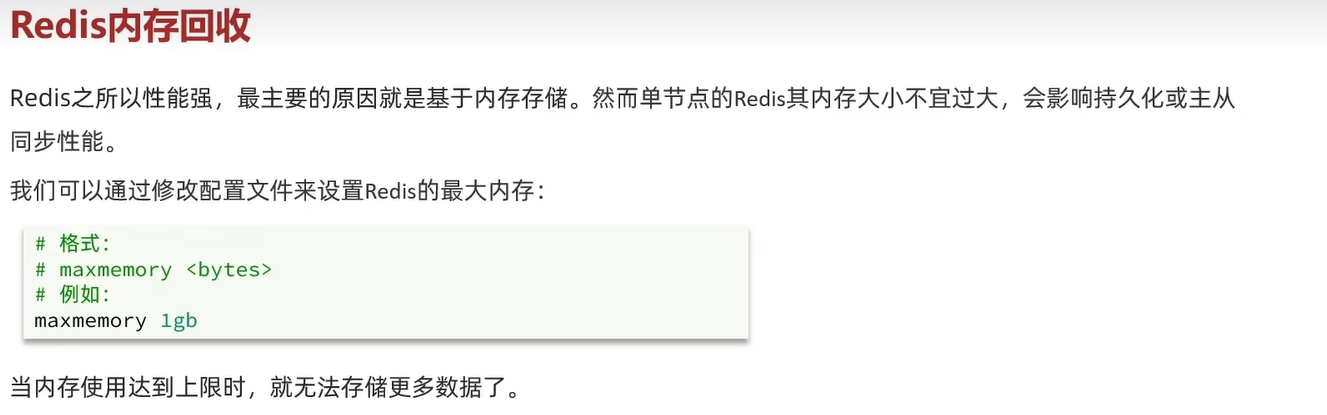 Redis内存回收
Redis之所以性能强，最主要的原因就是基于内存存储。然而单节点的Redis其内存大小不宜过大，会影响持久化或主从
同步性能。
我们可以通过修改配置文件来设置Redis的最大内存：
# 格式：
# maxmemory <bytes>
# 例如：
maxmemory 1gb
当内存使用达到上限时，就无法存储更多数据了。